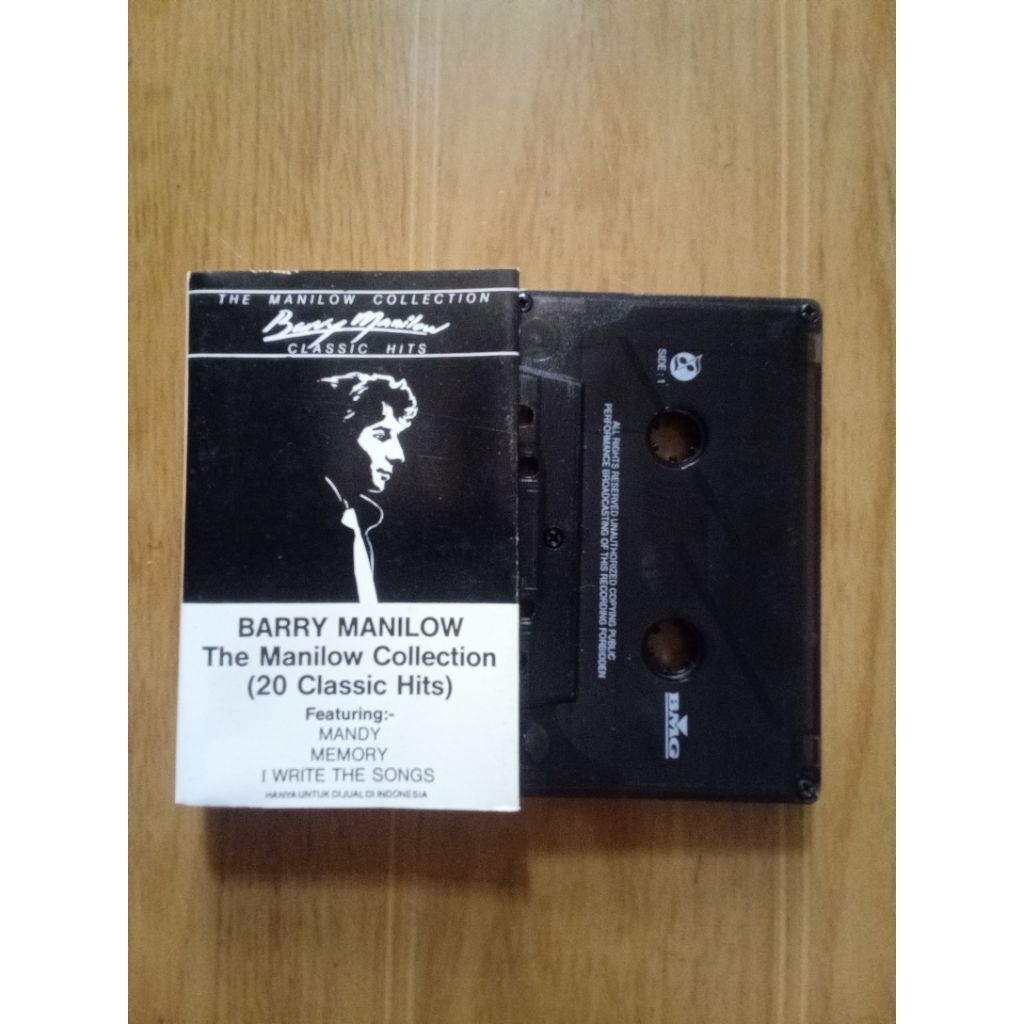 THE MANILOW COLLECTION
Barry Manilow
CLASSIC HITS
BARRY MANILOW
The Manilow Collection
(20 Classic Hits)
Featuring:-
MANDY
MEMORY
I WRITE THE SONGS
HANYA UNTUK DIJUAL DI INDONESIA
SIDE : 1
ALL RIGHTS RESERVED UNAUTHORIZED COPYING PUBLIC
PERFORMANCE BROADCASTING OF THIS RECORDING FORBIDDEN
BMG